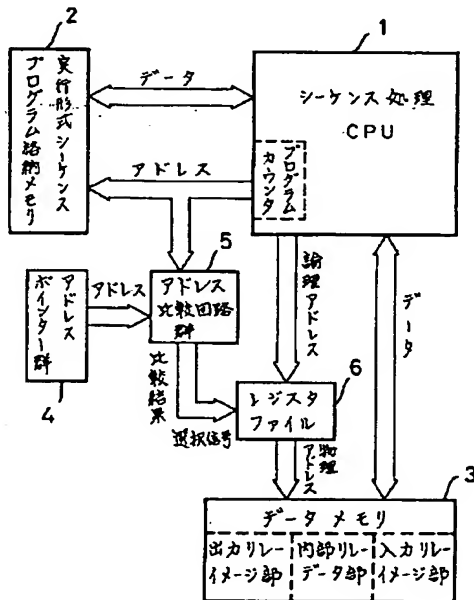 2
実行形式シーケンス
プログラム格納メモリ
データ
アドレス
1
シーケンス処理
CPU
プログラム
カウンタ
5
アドレス
比較回路
群
アドレス
アドレス
ポインター群
4
比較結果
選択信号
論理アドレス
データ
6
レジスタ
ファイル
物理
アドレス
3
データメモリ
出力リレー
イメージ部
内部リレー
データ部
入力リレー
イメージ部